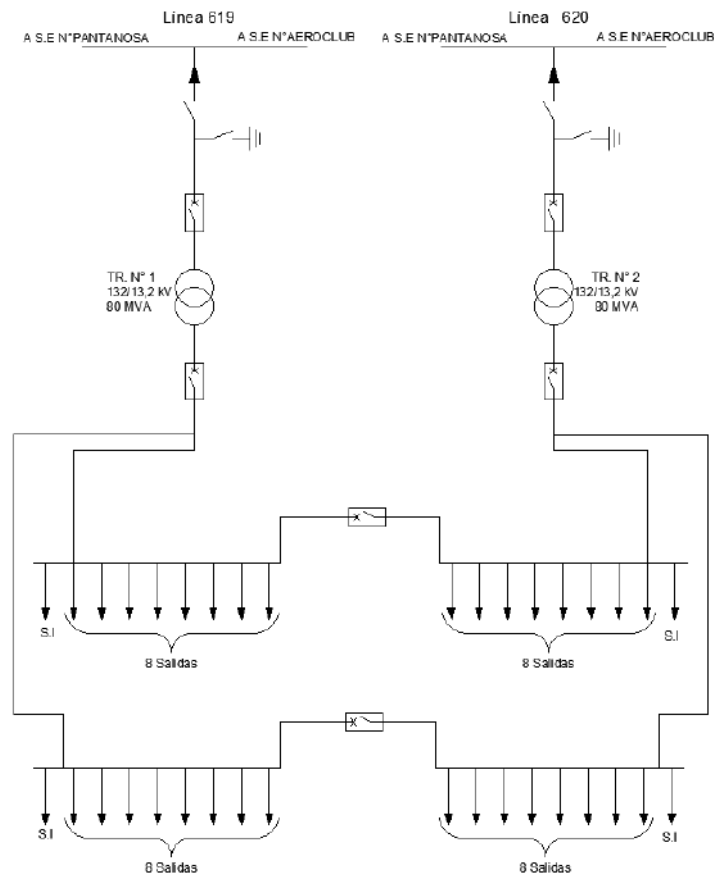 Línea 619
Línea 620
A S.E N°PANTANOSA
A S.E N°AEROCLUB
A S.E N°PANTANOSA
A S.E N°AEROCLUB
TR. N° 1
132/13,2 kV
80 MVA
TR. N° 2
132/13,2 kV
80 MVA
S.I
8 Salidas
8 Salidas
S.I
S.I
8 Salidas
8 Salidas
S.I